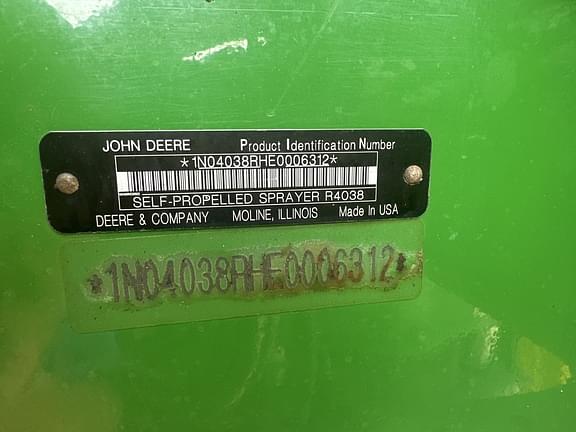 JOHN DEERE Product Identification Number
*1N04038RHE0006312*
SELF-PROPELLED SPRAYER R4038
DEERE & COMPANY MOLINE, ILLINOIS Made In USA
*1N04038RHE0006312*